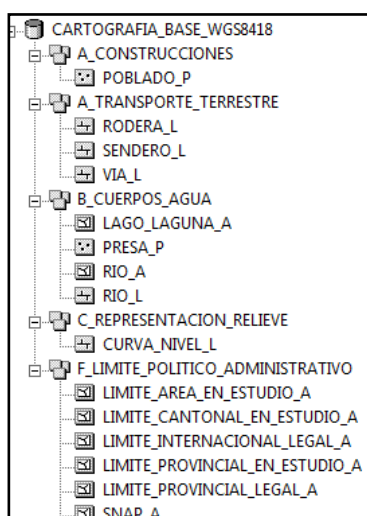 CARTOGRAFIA_BASE_WGS8418
A_CONSTRUCCIONES
POBLADO_P
A_TRANSPORTE_TERRESTRE
RODERA_L
SENDERO_L
VIA_L
B_CUERPOS_AGUA
LAGO_LAGUNA_A
PRESA_P
RIO_A
RIO_L
C_REPRESENTACION_RELIEVE
CURVA_NIVEL_L
F_LIMITE_POLITICO_ADMINISTRATIVO
LIMITE_AREA_EN_ESTUDIO_A
LIMITE_CANTONAL_EN_ESTUDIO_A
LIMITE_INTERNACIONAL_LEGAL_A
LIMITE_PROVINCIAL_EN_ESTUDIO_A
LIMITE_PROVINCIAL_LEGAL_A
SNAP_A